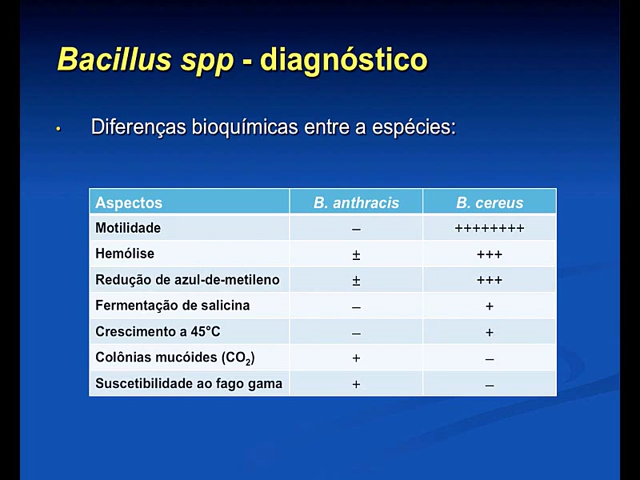 Bacillus spp - diagnóstico
• Diferenças bioquímicas entre a espécies:
Aspectos B. anthracis B. cereus
Motilidade – ++++++++
Hemólise ± +++
Redução de azul-de-metileno ± +++
Fermentação de salicina – +
Crescimento a 45°C – +
Colônias mucóides (CO2) + –
Suscetibilidade ao fago gama + –